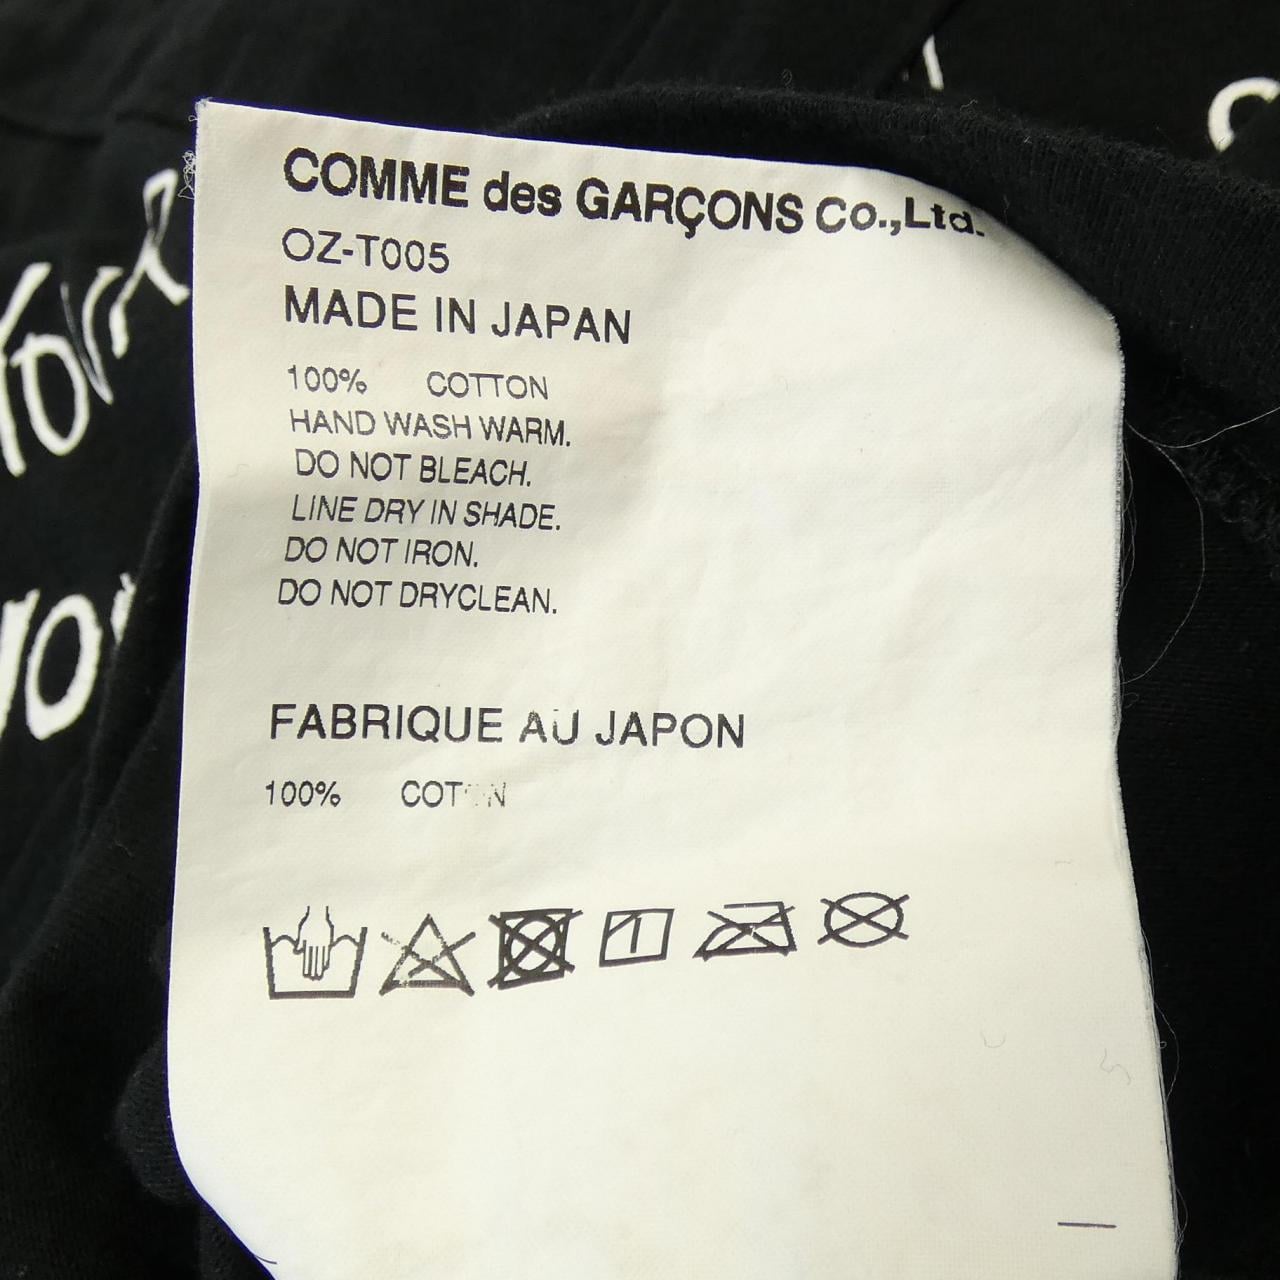 COMME des GARÇONS Co.,Ltd.
OZ-T005
MADE IN JAPAN
100% COTTON
HAND WASH WARM.
DO NOT BLEACH.
LINE DRY IN SHADE.
DO NOT IRON.
DO NOT DRYCLEAN.
FABRIQUE AU JAPON
100% COTTON